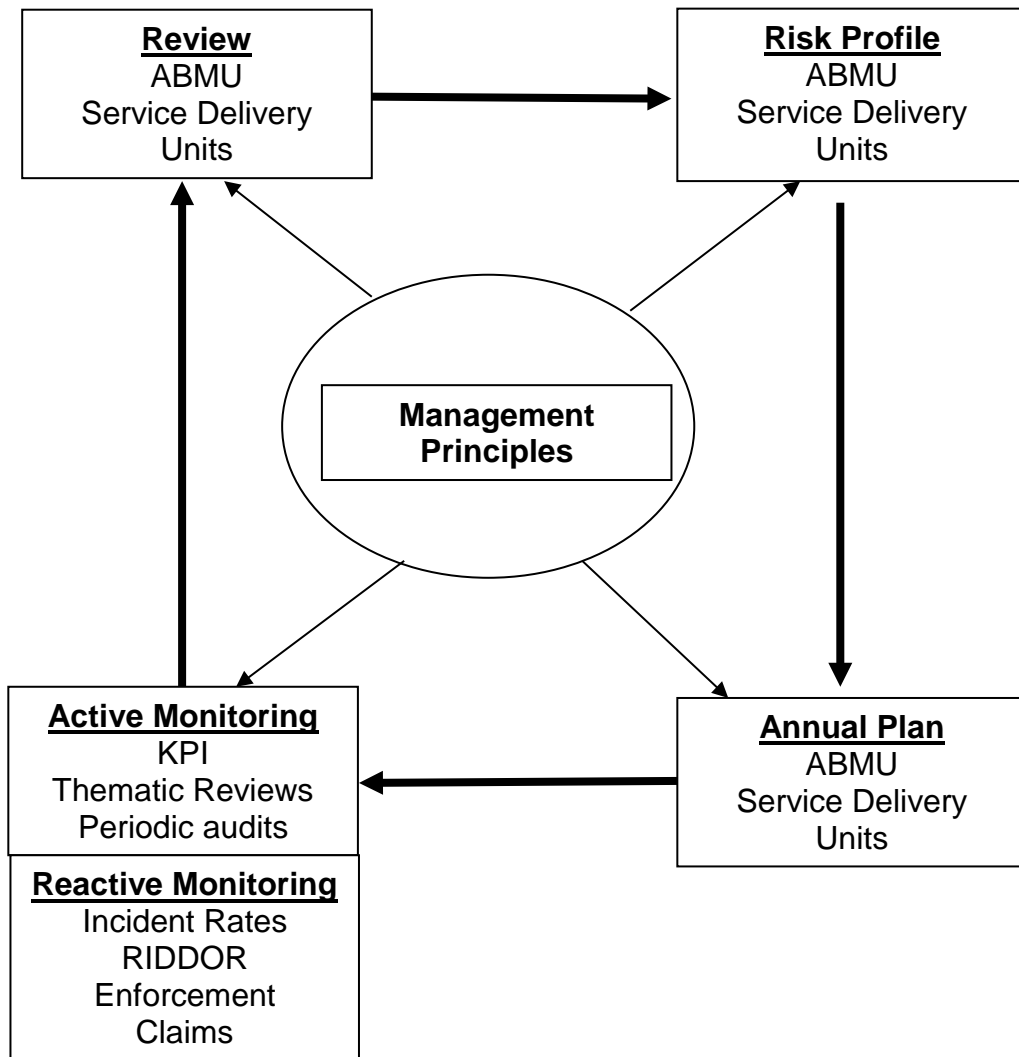 Review
ABMU
Service Delivery
Units
Risk Profile
ABMU
Service Delivery
Units
Management
Principles
Active Monitoring
KPI
Thematic Reviews
Periodic audits
Reactive Monitoring
Incident Rates
RIDDOR
Enforcement
Claims
Annual Plan
ABMU
Service Delivery
Units